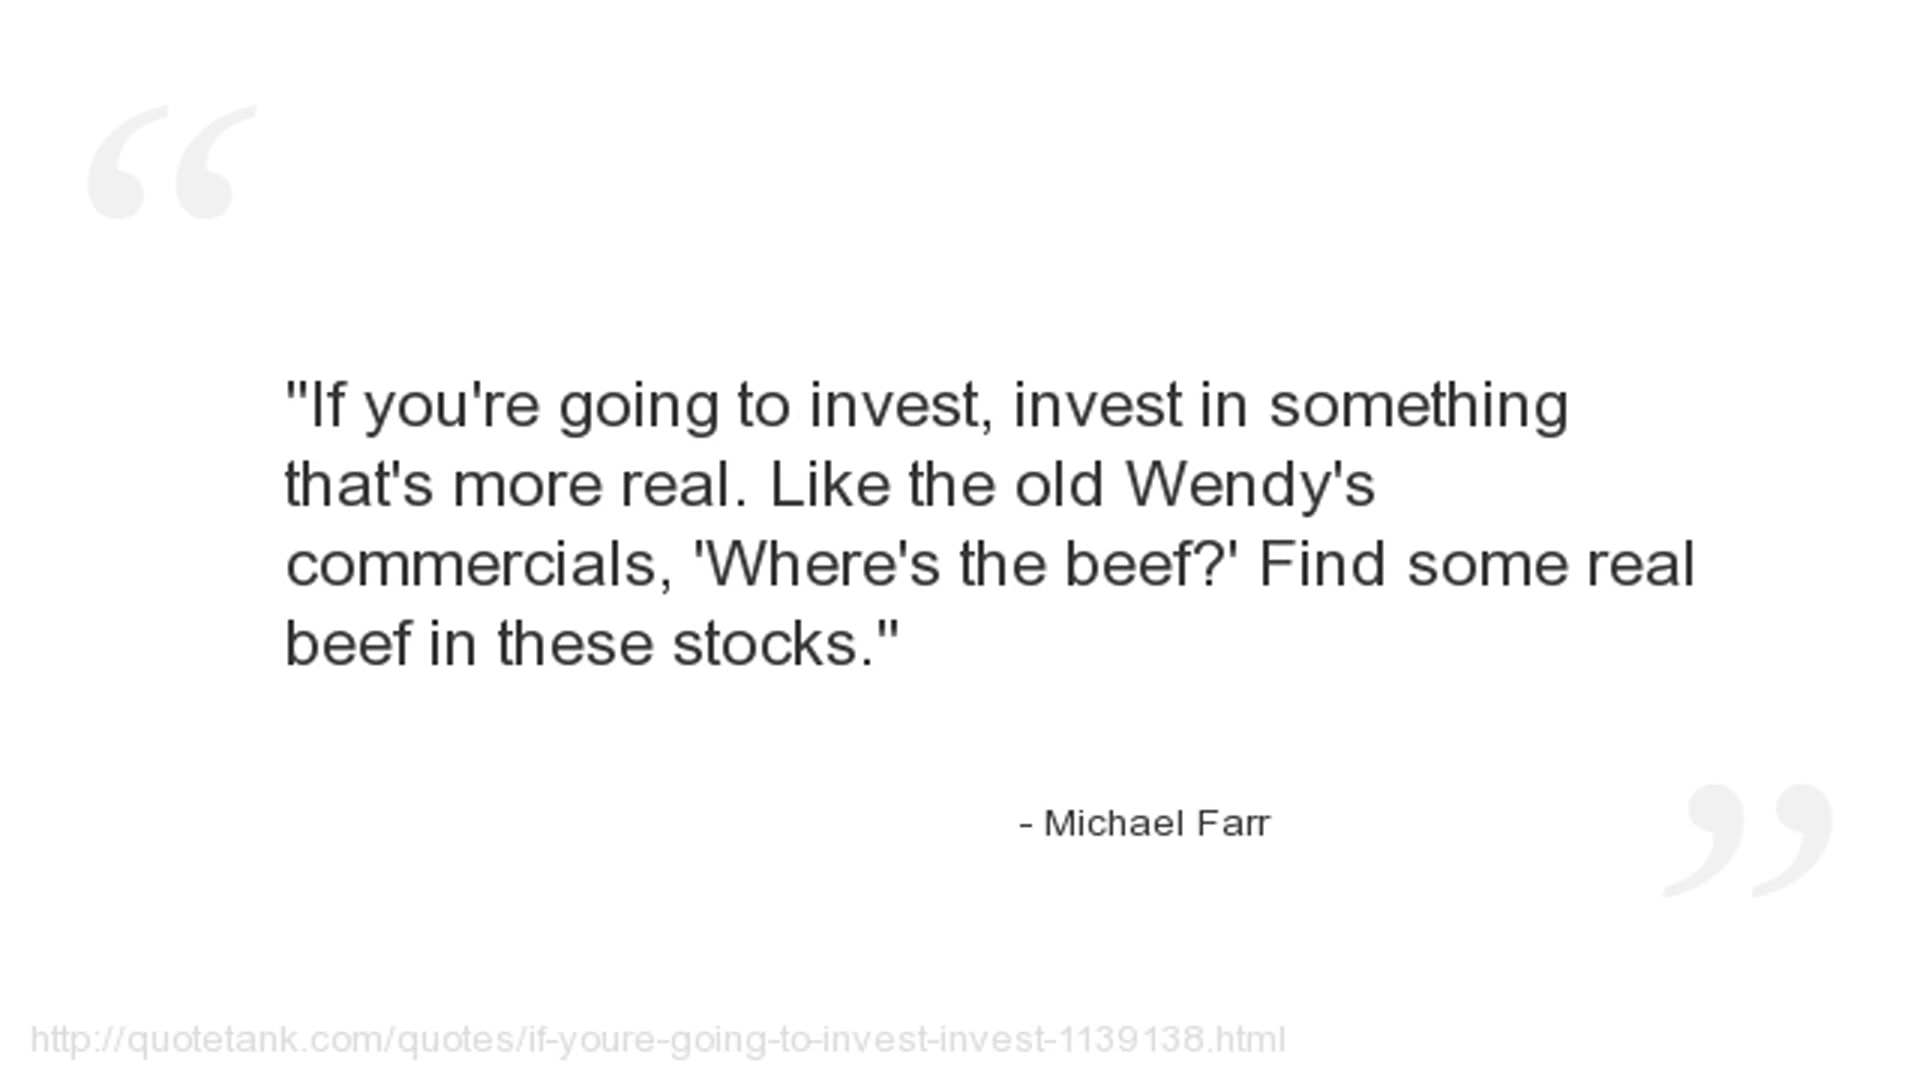 "If you're going to invest, invest in something
that's more real. Like the old Wendy's
commercials, 'Where's the beef?' Find some real
beef in these stocks."
- Michael Farr
http://quotetank.com/quotes/if-youre-going-to-invest-invest-1139138.html